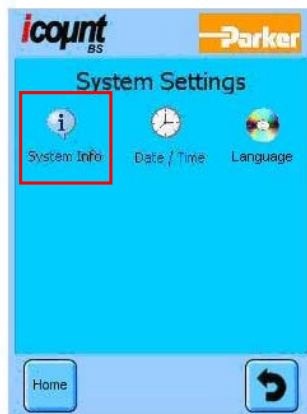 icount
BS
Parker
System Settings
System Info
Date / Time
Language
Home